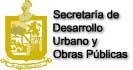 Secretaría de
Desarrollo
Urbano y
Obras Públicas